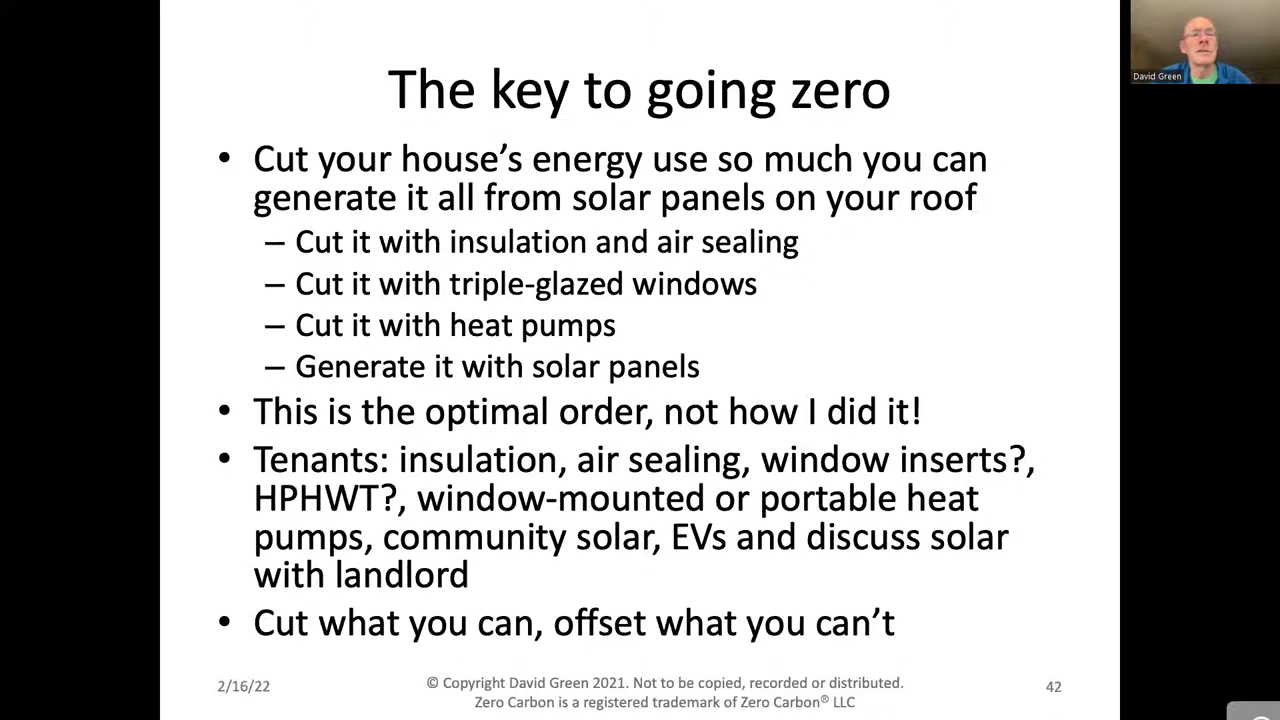 The key to going zero
• Cut your house’s energy use so much you can
generate it all from solar panels on your roof
– Cut it with insulation and air sealing
– Cut it with triple-glazed windows
– Cut it with heat pumps
– Generate it with solar panels
• This is the optimal order, not how I did it!
• Tenants: insulation, air sealing, window inserts?,
HPHWT?, window-mounted or portable heat
pumps, community solar, EVs and discuss solar
with landlord
• Cut what you can, offset what you can’t
2/16/22
© Copyright David Green 2021. Not to be copied, recorded or distributed.
Zero Carbon is a registered trademark of Zero Carbon® LLC
42
David Green